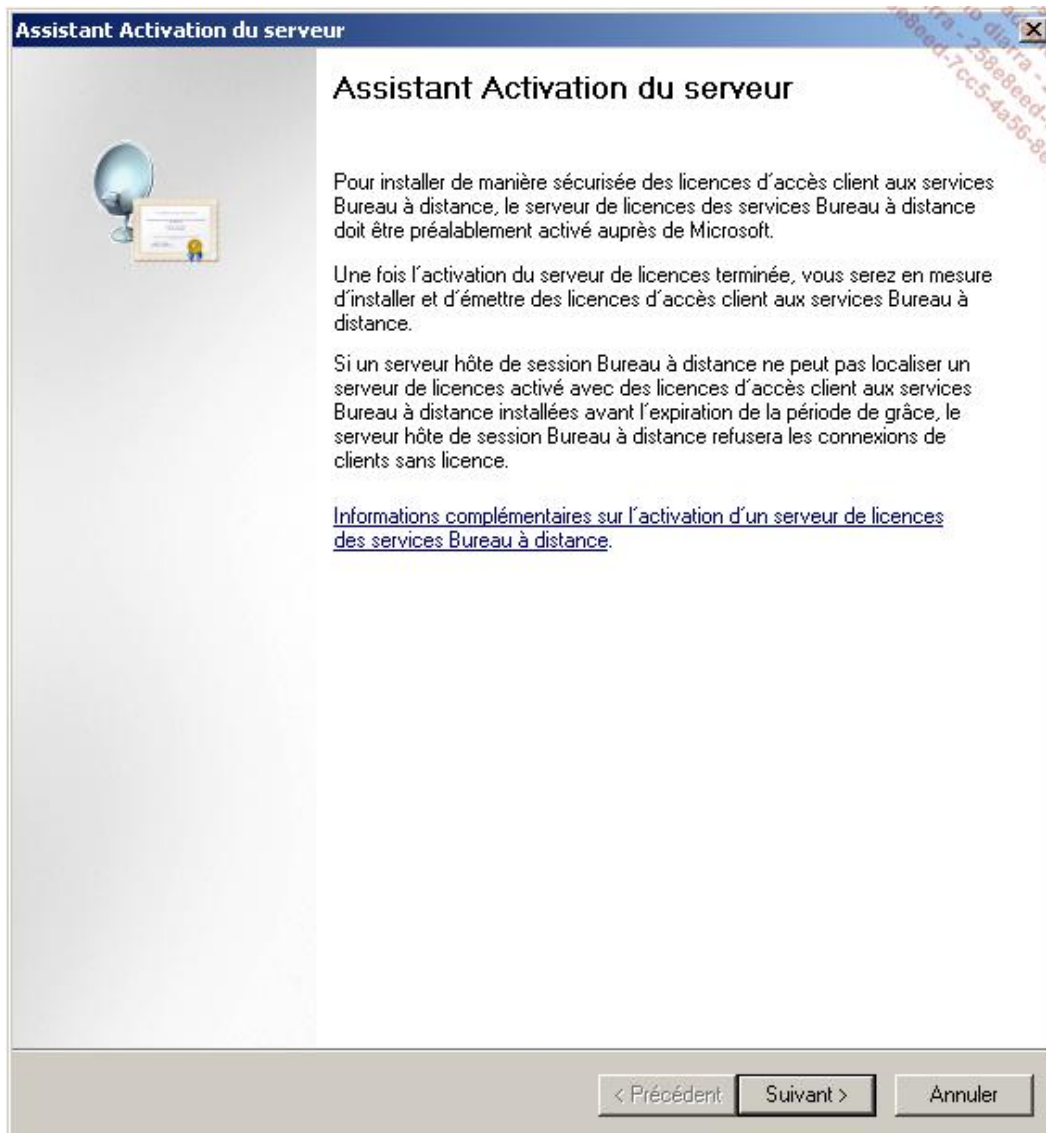 Assistant Activation du serveur
Assistant Activation du serveur
Pour installer de manière sécurisée des licences d´accès client aux services
Bureau à distance, le serveur de licences des services Bureau à distance
doit être préalablement activé auprès de Microsoft.
Une fois l´activation du serveur de licences terminée, vous serez en mesure
d´installer et d´émettre des licences d´accès client aux services Bureau à
distance.
Si un serveur hôte de session Bureau à distance ne peut pas localiser un
serveur de licences activé avec des licences d´accès client aux services
Bureau à distance installées avant l´expiration de la période de grâce, le
serveur hôte de session Bureau à distance refusera les connexions de
clients sans licence.
Informations complémentaires sur l´activation d´un serveur de licences
des services Bureau à distance.
< Précédent
Suivant >
Annuler